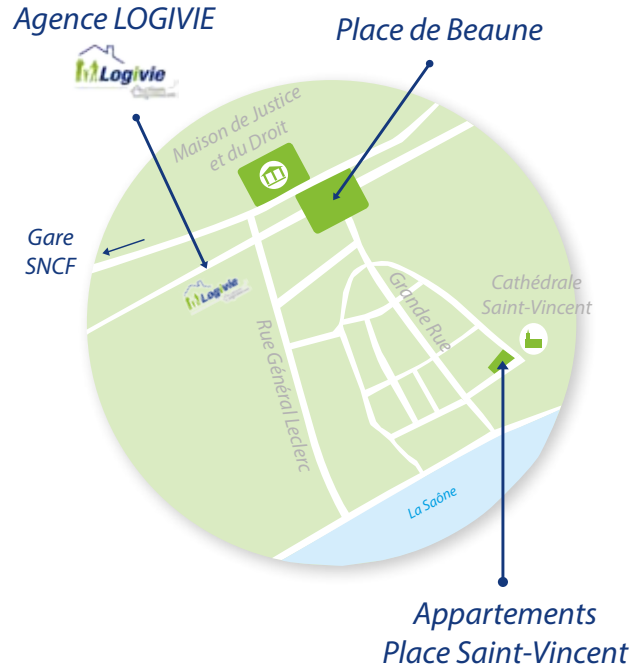 Agence LOGIVIE
Logivie
Place de Beaune
Maison de Justice
et du Droit
Gare
SNCF
Logivie
Cathédrale
Saint-Vincent
Grande Rue
Rue Général Leclerc
La Saône
Appartements
Place Saint-Vincent